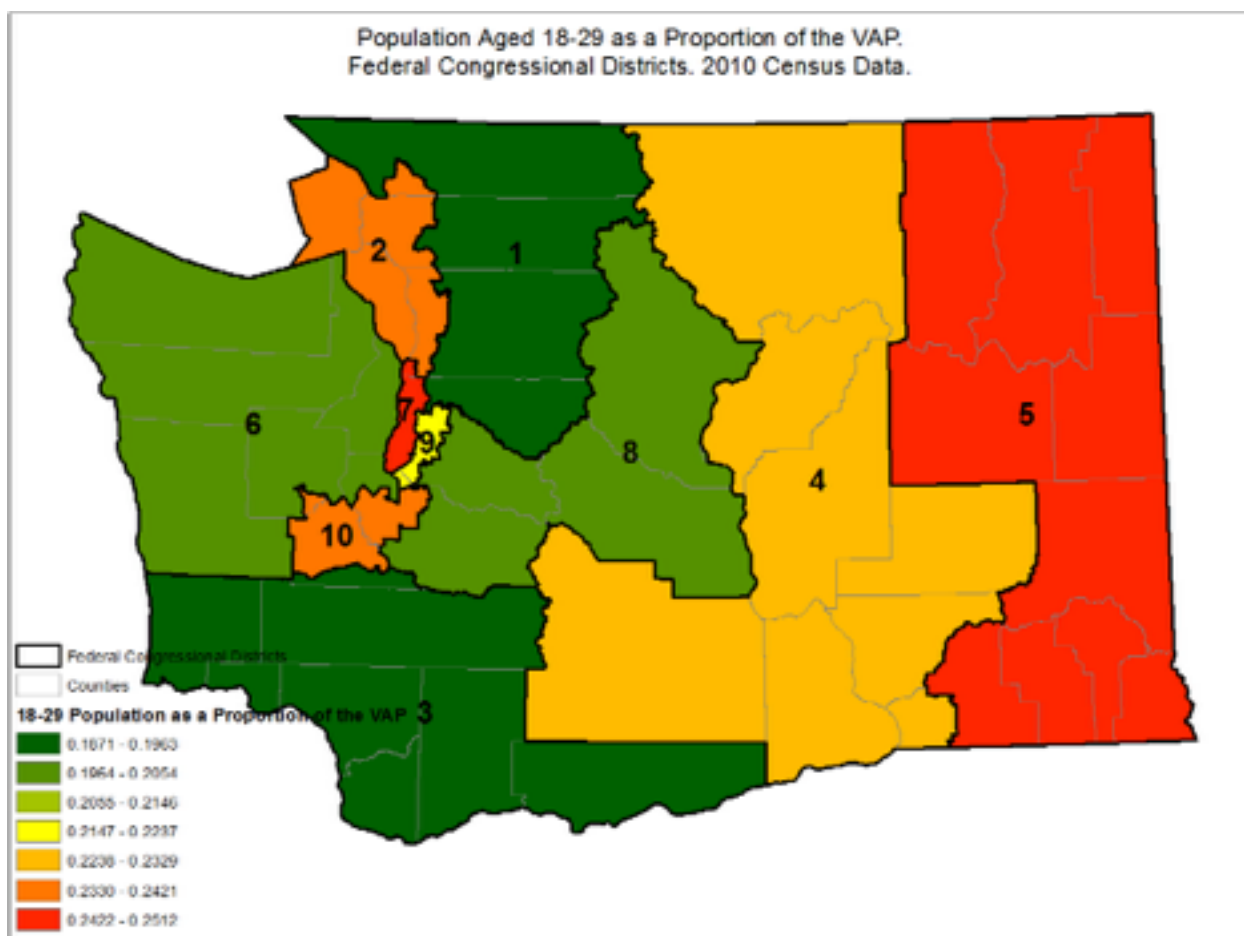 Population Aged 18-29 as a Proportion of the VAP.
Federal Congressional Districts. 2010 Census Data.
2
1
7
6
9
8
5
4
10
3
Federal Congressional Districts
Counties
18-29 Population as a Proportion of the VAP
0.1871 - 0.1963
0.1964 - 0.2054
0.2055 - 0.2146
0.2147 - 0.2237
0.2238 - 0.2329
0.2330 - 0.2421
0.2422 - 0.2512